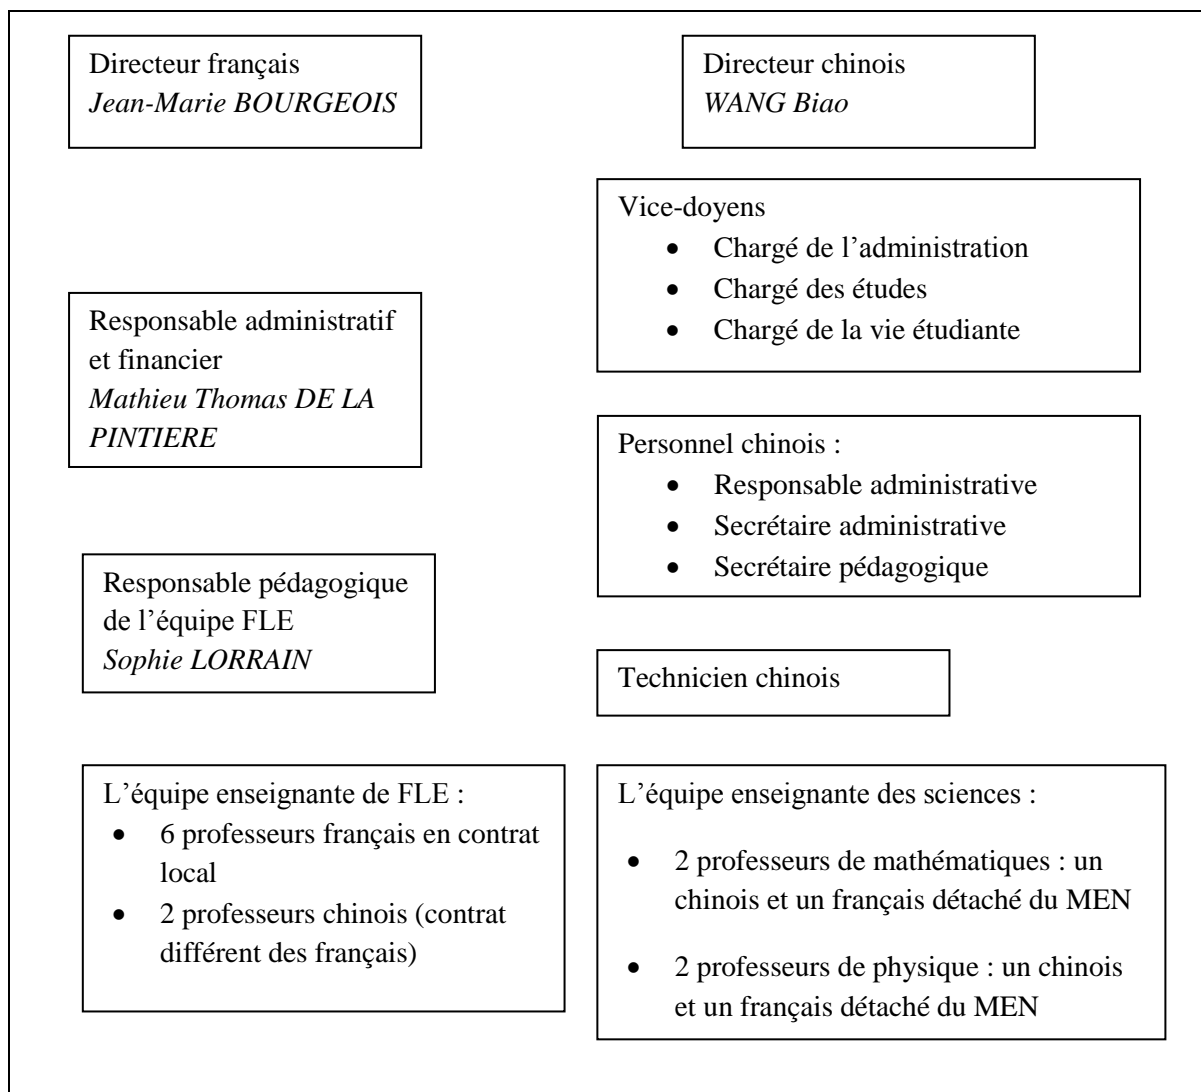 Directeur français
Jean-Marie BOURGEOIS
Directeur chinois
WANG Biao
Vice-doyens
• Chargé de l’administration
• Chargé des études
• Chargé de la vie étudiante
Responsable administratif
et financier
Mathieu Thomas DE LA
PINTIERE
Personnel chinois :
• Responsable administrative
• Secrétaire administrative
• Secrétaire pédagogique
Responsable pédagogique
de l’équipe FLE
Sophie LORRAIN
Technicien chinois
L’équipe enseignante de FLE :
• 6 professeurs français en contrat
local
• 2 professeurs chinois (contrat
différent des français)
L’équipe enseignante des sciences :
• 2 professeurs de mathématiques : un
chinois et un français détaché du MEN
• 2 professeurs de physique : un chinois
et un français détaché du MEN